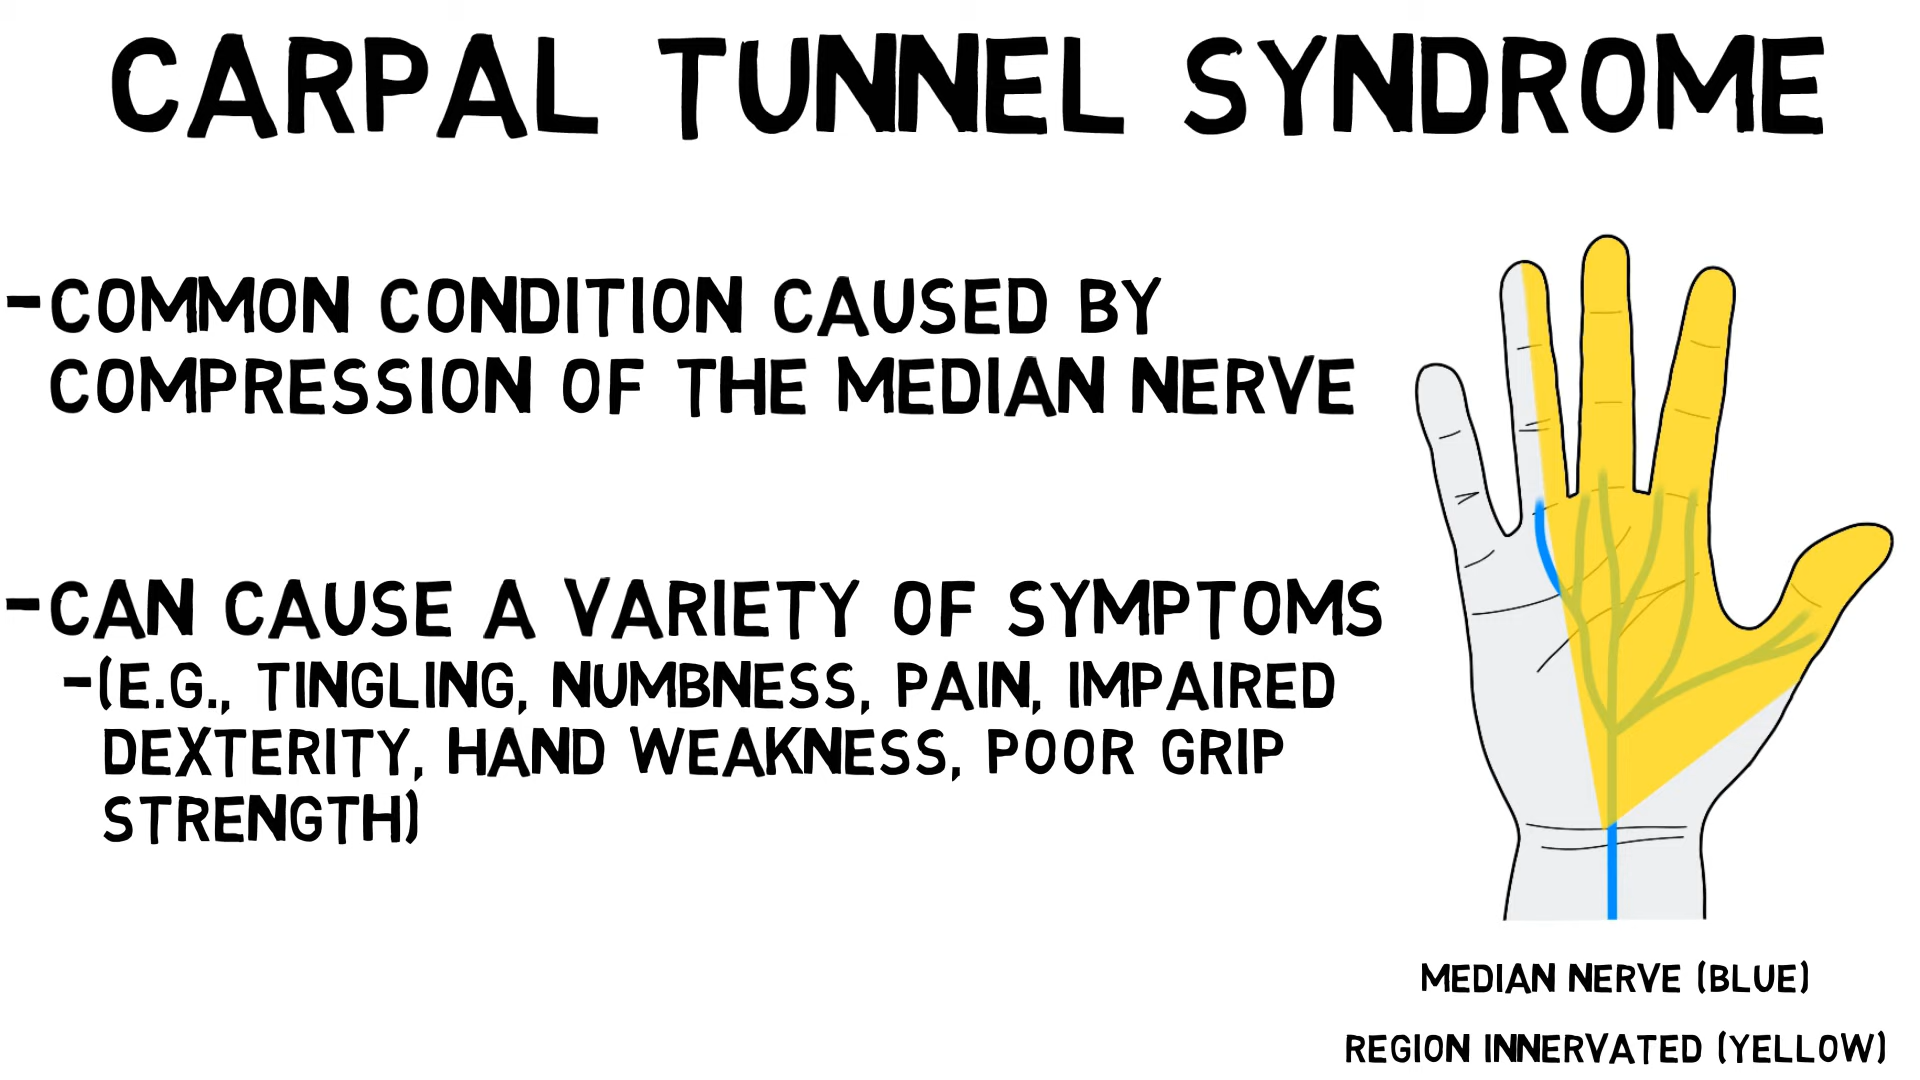 CARPAL TUNNEL SYNDROME
-COMMON CONDITION CAUSED BY
COMPRESSION OF THE MEDIAN NERVE
-CAN CAUSE A VARIETY OF SYMPTOMS
-(E.G., TINGLING, NUMBNESS, PAIN, IMPAIRED
DEXTERITY, HAND WEAKNESS, POOR GRIP
STRENGTH)
MEDIAN NERVE (BLUE)
REGION INNERVATED (YELLOW)